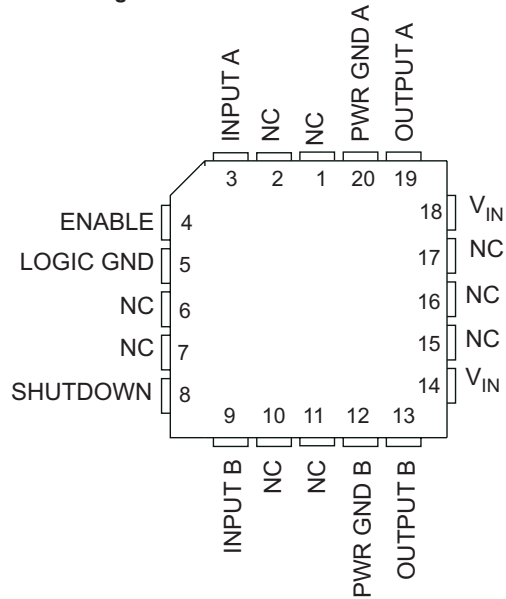 INPUT A
NC
NC
PWR GND A
OUTPUT A
3
2
1
20
19
ENABLE 4
LOGIC GND 5
NC 6
NC 7
SHUTDOWN 8
18 VIN
17 NC
16 NC
15 NC
14 VIN
9
10
11
12
13
INPUT B
NC
NC
PWR GND B
OUTPUT B